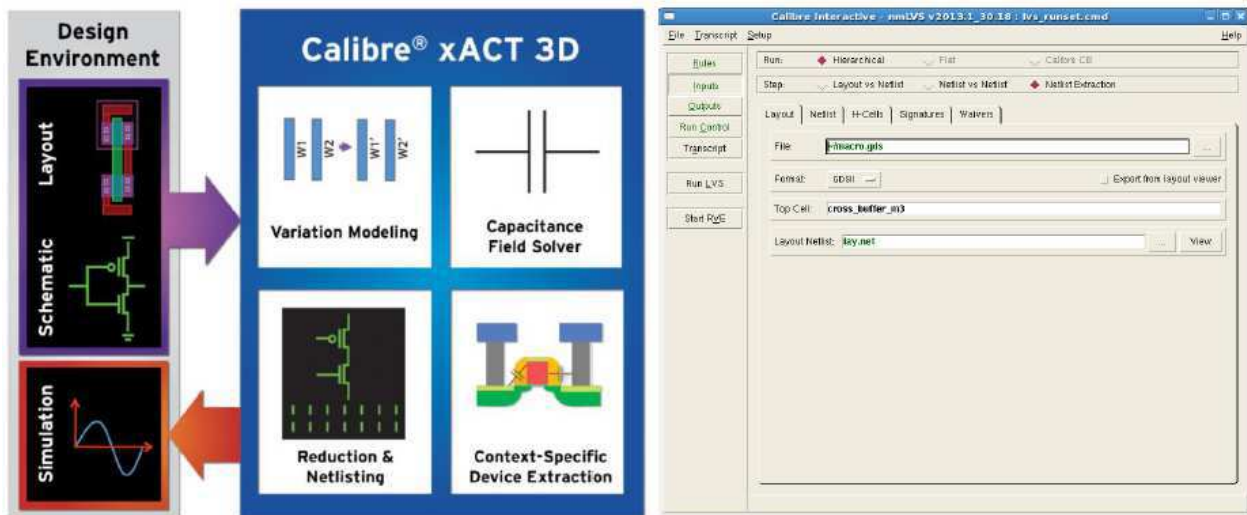 Design
Environment
Layout
Schematic
Simulation
Calibre® xACT 3D
W1
W2
W1'
W2'
Variation Modeling
Capacitance
Field Solver
Reduction &
Netlisting
Context-Specific
Device Extraction
Calibre Interactive - nmLVS v2013.1_30.18 : lvs_runset.cmd
File Transcript Setup Help
Rules
Inputs
Outputs
Run Control
Transcript
Run LVS
Start RVE
Run: Hierarchical Flat Calibre CB
Step: Layout vs Netlist Netlist vs Netlist Netlist Extraction
Layout Netlist H-Cells Signatures Waivers
File: ./macro.gds ...
Format: GDSII Export from layout viewer
Top Cell: cross_buffer_m3
Layout Netlist: lay.net ... View